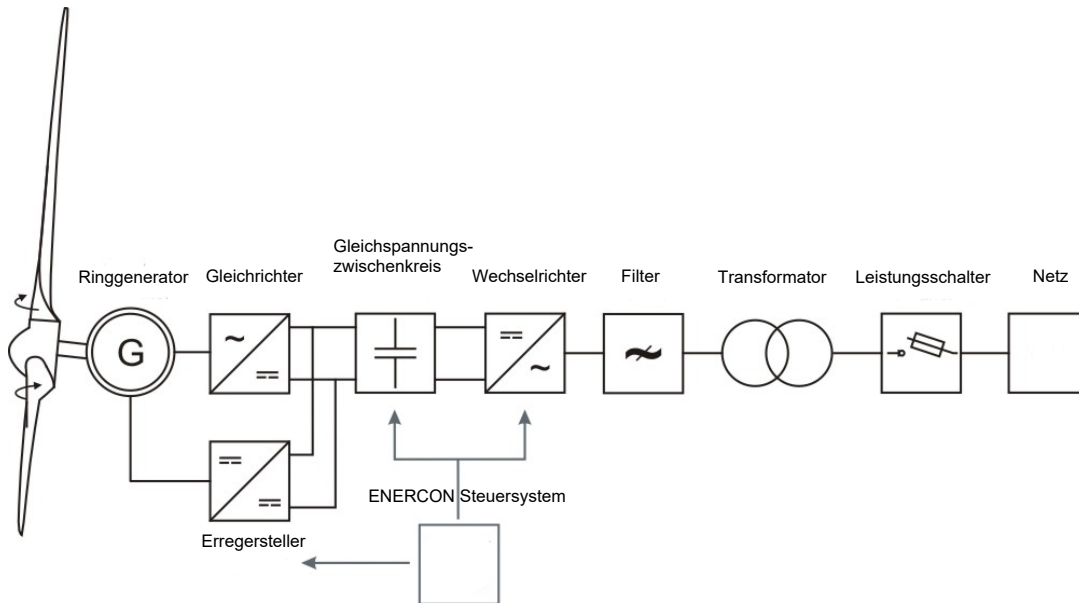 Gleichspannungs-
zwischenkreis
Ringgenerator
Gleichrichter
Wechselrichter
Filter
Transformator
Leistungsschalter
Netz
G
ENERCON Steuersystem
Erregersteller